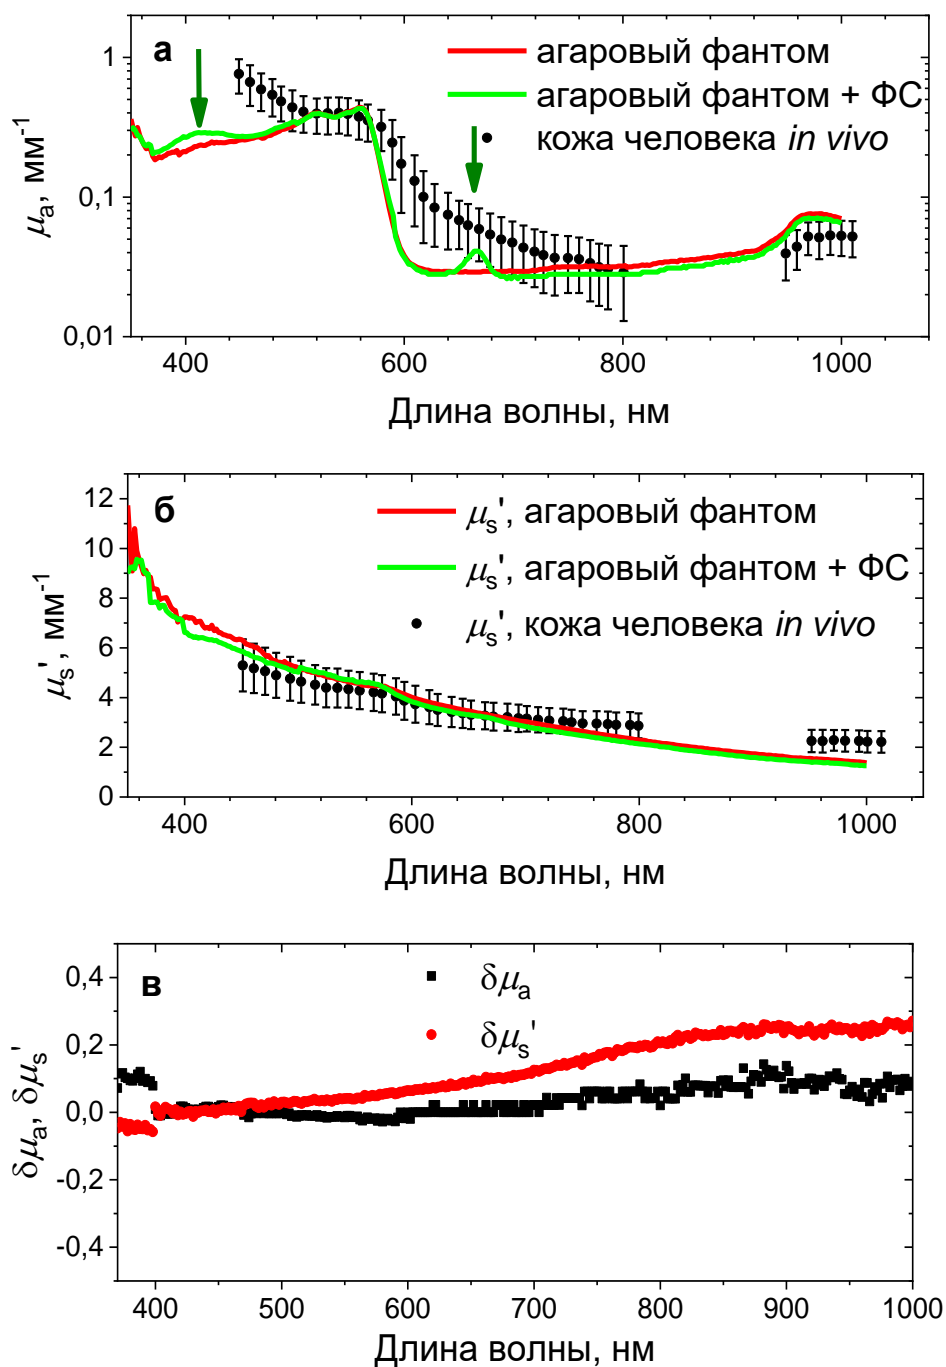 а
агаровый фантом
агаровый фантом + ФС
кожа человека in vivo
μa, мм-1
1
0,1
0,01
400
600
800
1000
Длина волны, нм
б
μs', агаровый фантом
μs', агаровый фантом + ФС
μs', кожа человека in vivo
μs', мм-1
12
10
8
6
4
2
0
400
600
800
1000
Длина волны, нм
в
δμa
δμs'
δμa, δμs'
0,4
0,2
0,0
-0,2
-0,4
400
500
600
700
800
900
1000
Длина волны, нм